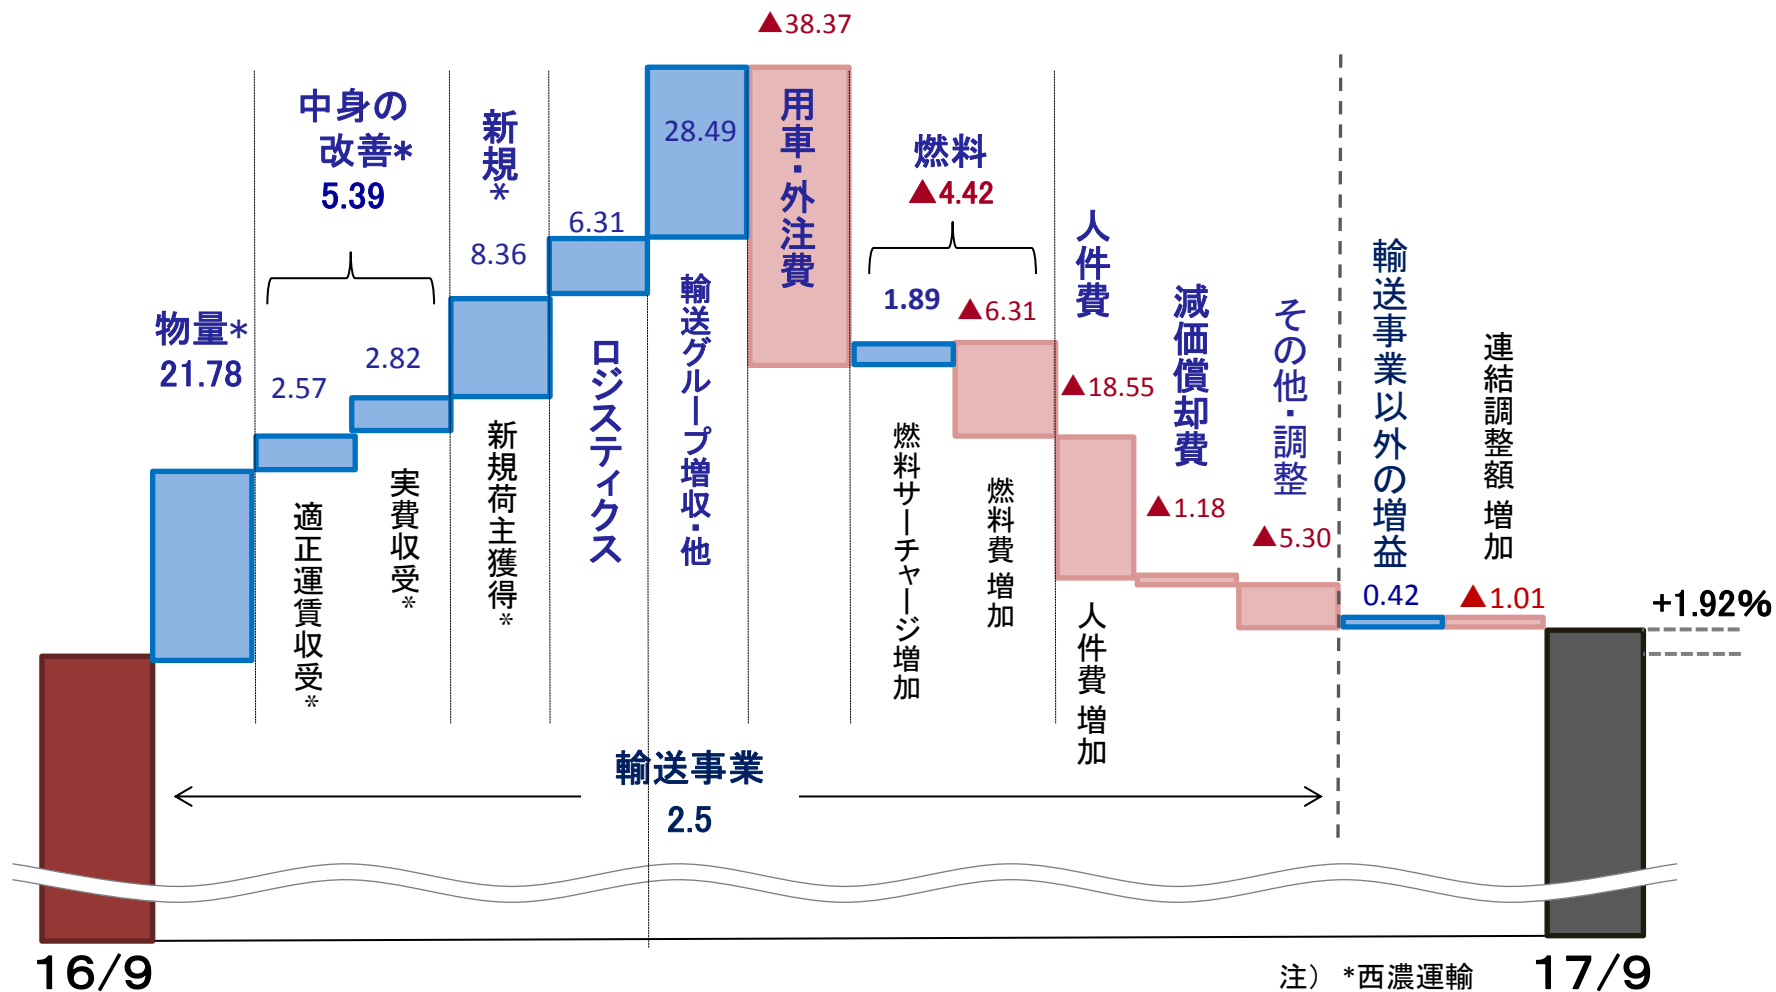 ▲38.37
中身の
改善*
5.39
新規*
8.36
6.31
28.49
用車・外注費
燃料
▲4.42
1.89
▲6.31
物量*
21.78
2.57
2.82
適正運賃収受*
実費収受*
新規荷主獲得*
ロジスティクス
輸送グループ増収・他
燃料サーチャージ増加
燃料費 増加
人件費
▲18.55
人件費 増加
減価償却費
▲1.18
その他・調整
▲5.30
輸送事業以外の増益
0.42
連結調整額 増加
▲1.01
+1.92%
輸送事業
2.5
16/9
注） *西濃運輸
17/9